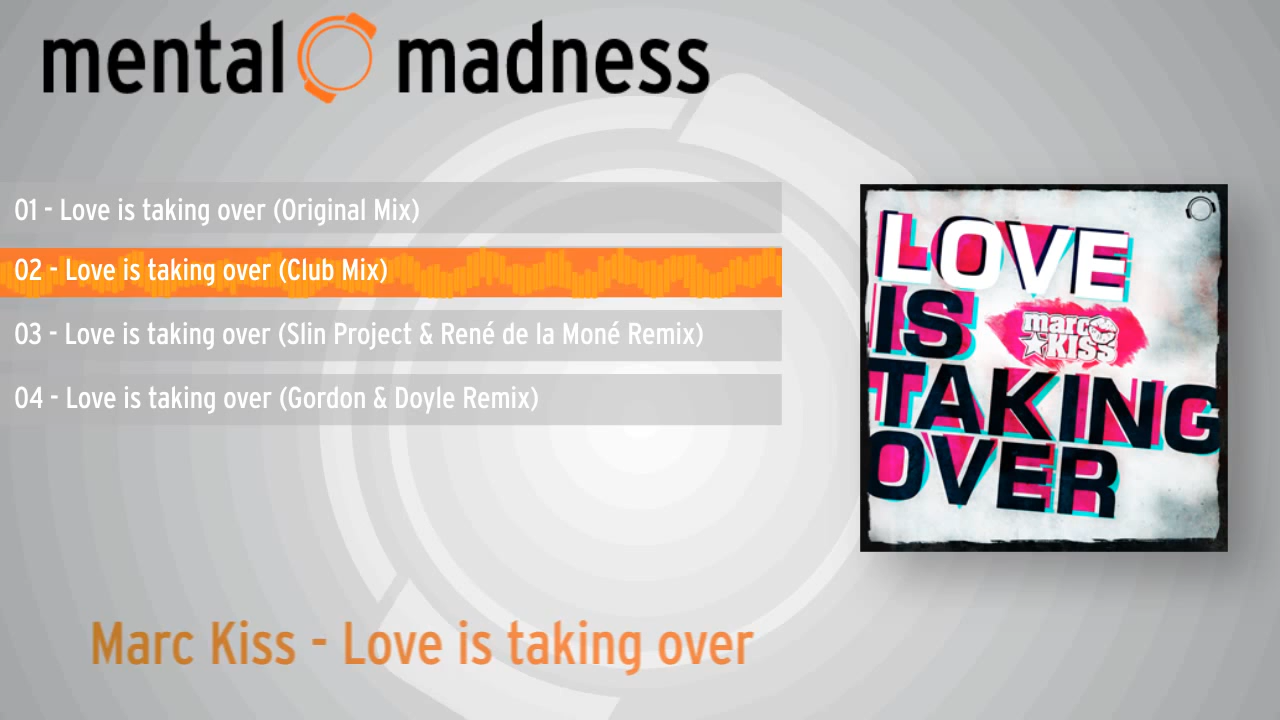 mental madness
01 - Love is taking over (Original Mix)
02 - Love is taking over (Club Mix)
03 - Love is taking over (Slin Project & René de la Moné Remix)
04 - Love is taking over (Gordon & Doyle Remix)
LOVE
IS
marc
KISS
TAKING
OVER
Marc Kiss - Love is taking over